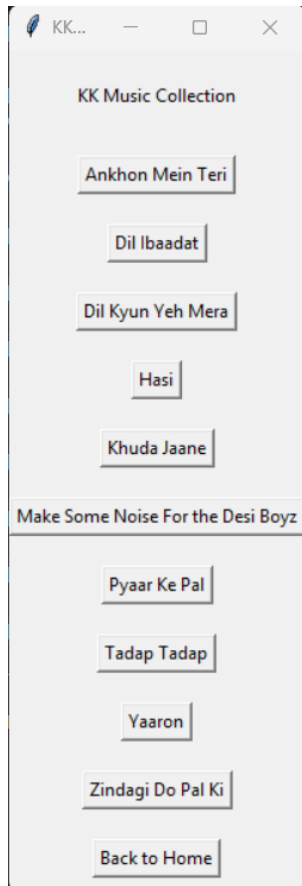 KK...
KK Music Collection
Ankhon Mein Teri
Dil Ibaadat
Dil Kyun Yeh Mera
Hasi
Khuda Jaane
Make Some Noise For the Desi Boyz
Pyaar Ke Pal
Tadap Tadap
Yaaron
Zindagi Do Pal Ki
Back to Home